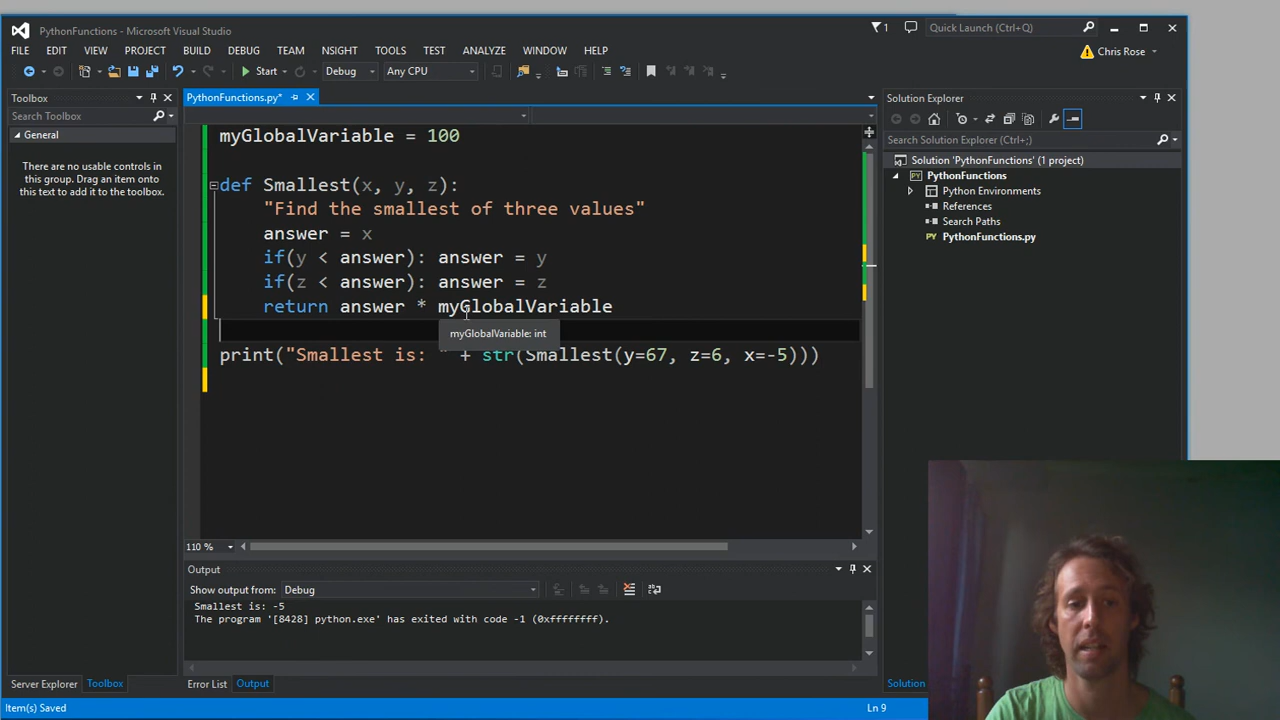 PythonFunctions - Microsoft Visual Studio
1
Quick Launch (Ctrl+Q)
FILE EDIT VIEW PROJECT BUILD DEBUG TEAM NSIGHT TOOLS TEST ANALYZE WINDOW HELP
Chris Rose
Start Debug Any CPU
Toolbox
Search Toolbox
General
There are no usable controls in
this group. Drag an item onto
this text to add it to the toolbox.
PythonFunctions.py*
myGlobalVariable = 100
def Smallest(x, y, z):
"Find the smallest of three values"
answer = x
if(y < answer): answer = y
if(z < answer): answer = z
return answer * myGlobalVariable
myGlobalVariable: int
print("Smallest is: " + str(Smallest(y=67, z=6, x=-5)))
110 %
Output
Show output from: Debug
Smallest is: -5
The program '[8428] python.exe' has exited with code -1 (0xffffffff).
Solution Explorer
Search Solution Explorer (Ctrl+;)
Solution 'PythonFunctions' (1 project)
PythonFunctions
Python Environments
References
Search Paths
PythonFunctions.py
Server Explorer Toolbox
Error List Output
Solution
Item(s) Saved
Ln 9